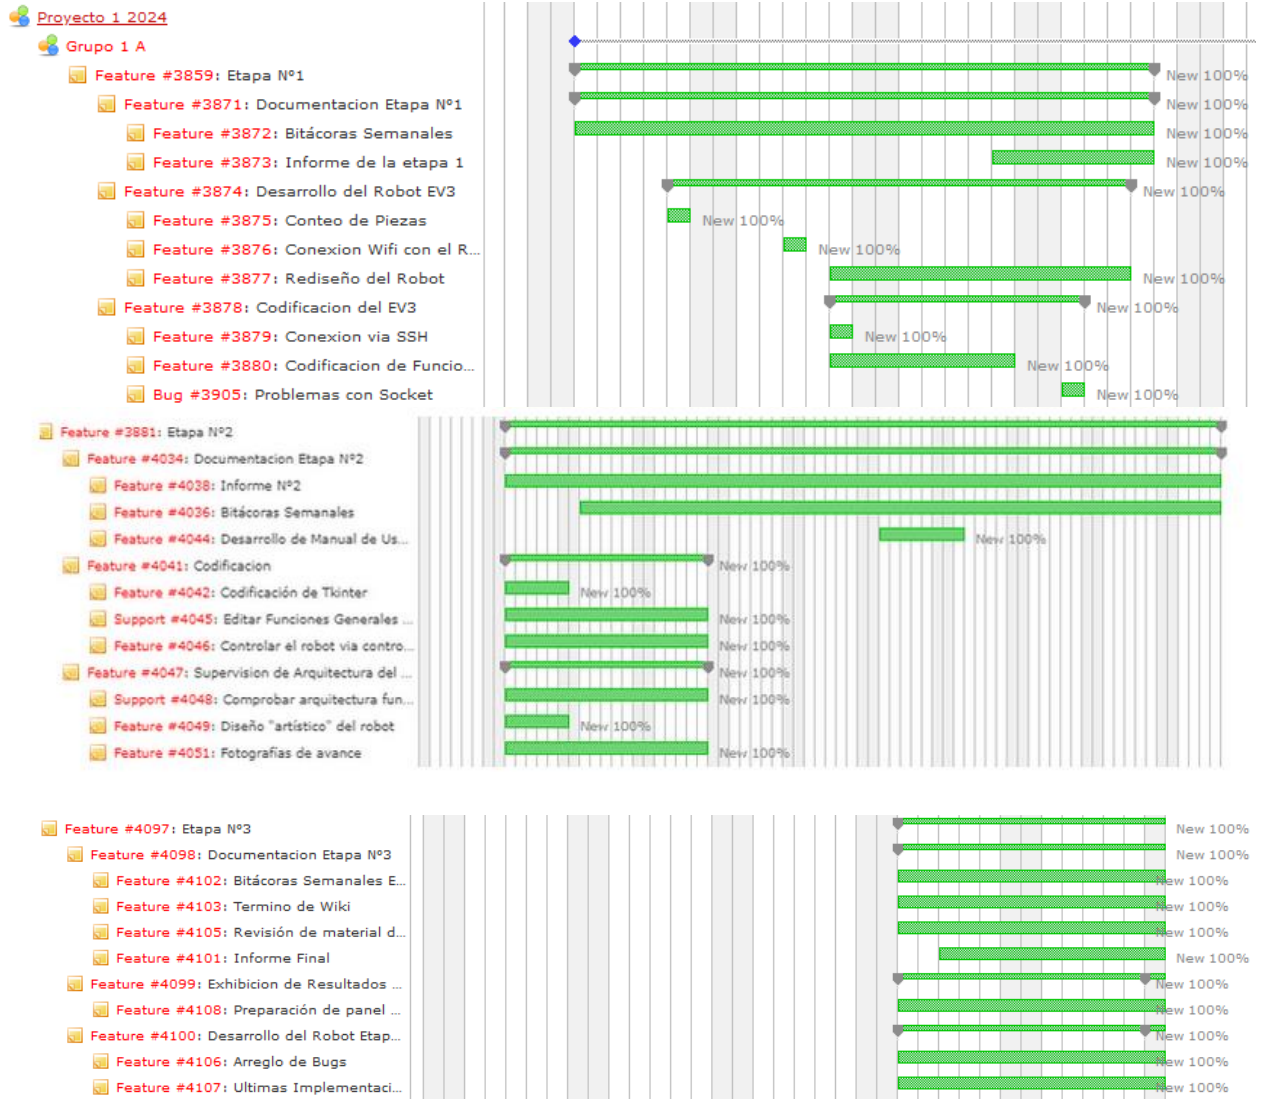 Proyecto 1 2024
Grupo 1 A
Feature #3859: Etapa Nº1 New 100%
Feature #3871: Documentacion Etapa Nº1 New 100%
Feature #3872: Bitácoras Semanales New 100%
Feature #3873: Informe de la etapa 1 New 100%
Feature #3874: Desarrollo del Robot EV3 New 100%
Feature #3875: Conteo de Piezas New 100%
Feature #3876: Conexion Wifi con el R... New 100%
Feature #3877: Rediseño del Robot New 100%
Feature #3878: Codificacion del EV3 New 100%
Feature #3879: Conexion via SSH New 100%
Feature #3880: Codificacion de Funcio... New 100%
Bug #3905: Problemas con Socket New 100%
Feature #3881: Etapa Nº2
Feature #4034: Documentacion Etapa Nº2
Feature #4038: Informe Nº2
Feature #4036: Bitácoras Semanales
Feature #4044: Desarrollo de Manual de Us... New 100%
Feature #4041: Codificacion New 100%
Feature #4042: Codificación de Tkinter New 100%
Support #4045: Editar Funciones Generales ... New 100%
Feature #4046: Controlar el robot via contro... New 100%
Feature #4047: Supervision de Arquitectura del ... New 100%
Support #4048: Comprobar arquitectura fun... New 100%
Feature #4049: Diseño "artístico" del robot New 100%
Feature #4051: Fotografias de avance New 100%
Feature #4097: Etapa Nº3 New 100%
Feature #4098: Documentacion Etapa Nº3 New 100%
Feature #4102: Bitácoras Semanales E... New 100%
Feature #4103: Termino de Wiki New 100%
Feature #4105: Revisión de material d... New 100%
Feature #4101: Informe Final New 100%
Feature #4099: Exhibicion de Resultados ... New 100%
Feature #4108: Preparación de panel ... New 100%
Feature #4100: Desarrollo del Robot Etap... New 100%
Feature #4106: Arreglo de Bugs New 100%
Feature #4107: Ultimas Implementaci... New 100%